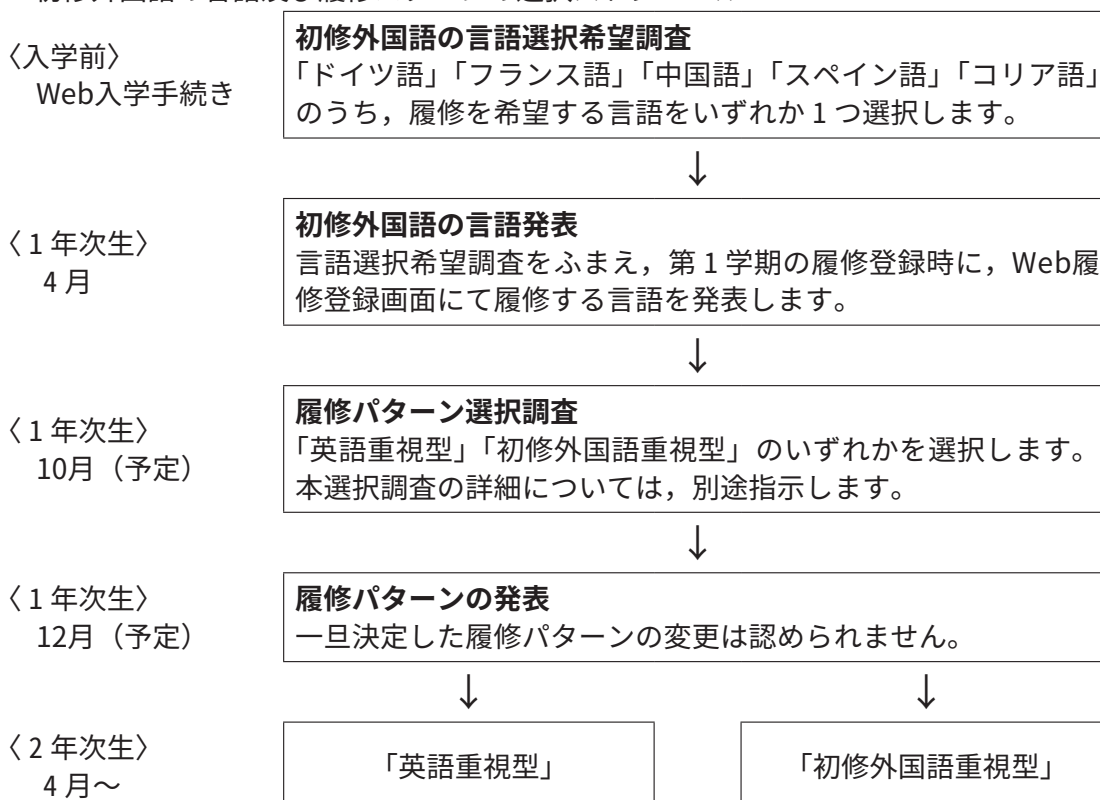 〈入学前〉
Web入学手続き
初修外国語の言語選択希望調査
「ドイツ語」「フランス語」「中国語」「スペイン語」「コリア語」
のうち，履修を希望する言語をいずれか１つ選択します。
↓
〈１年次生〉
４月
初修外国語の言語発表
言語選択希望調査をふまえ，第１学期の履修登録時に，Web履
修登録画面にて履修する言語を発表します。
↓
〈１年次生〉
10月（予定）
履修パターン選択調査
「英語重視型」「初修外国語重視型」のいずれかを選択します。
本選択調査の詳細については，別途指示します。
↓
〈１年次生〉
12月（予定）
履修パターンの発表
一旦決定した履修パターンの変更は認められません。
↓ ↓
〈２年次生〉
４月～
「英語重視型」 「初修外国語重視型」